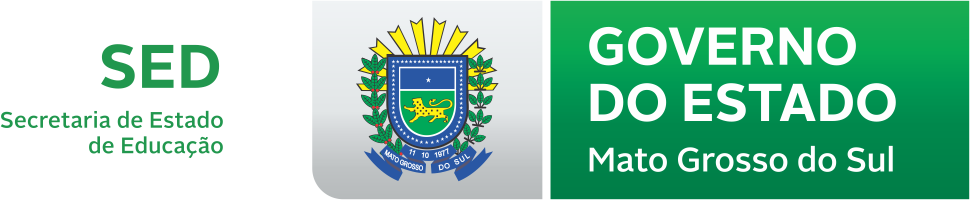 SED
Secretaria de Estado
de Educação
11 10 1977
MATO GROSSO DO SUL
GOVERNO
DO ESTADO
Mato Grosso do Sul